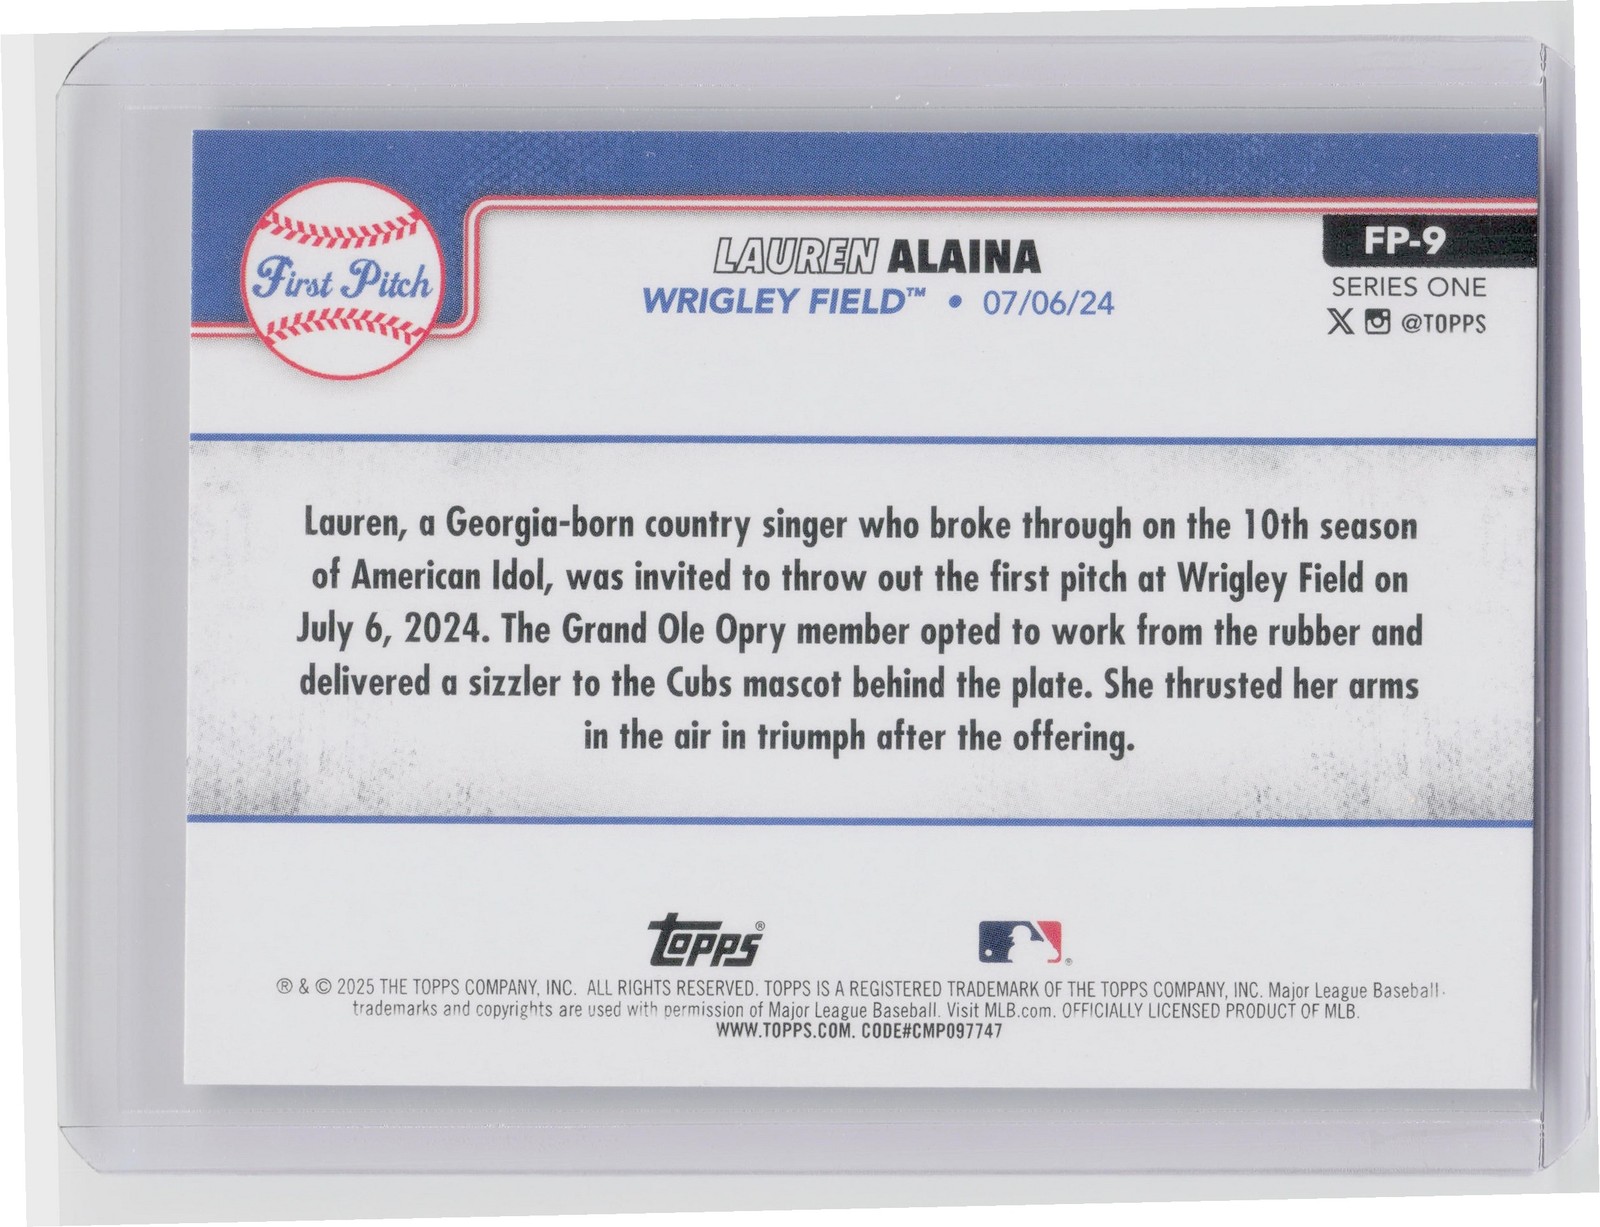 First Pitch
LAUREN ALAINA
WRIGLEY FIELD™ • 07/06/24
FP-9
SERIES ONE
X @TOPPS
Lauren, a Georgia-born country singer who broke through on the 10th season
of American Idol, was invited to throw out the first pitch at Wrigley Field on
July 6, 2024. The Grand Ole Opry member opted to work from the rubber and
delivered a sizzler to the Cubs mascot behind the plate. She thrusted her arms
in the air in triumph after the offering.
Topps®
® & © 2025 THE TOPPS COMPANY, INC. ALL RIGHTS RESERVED. TOPPS IS A REGISTERED TRADEMARK OF THE TOPPS COMPANY, INC. Major League Baseball
trademarks and copyrights are used with permission of Major League Baseball. Visit MLB.com. OFFICIALLY LICENSED PRODUCT OF MLB.
WWW.TOPPS.COM. CODE#CMP097747